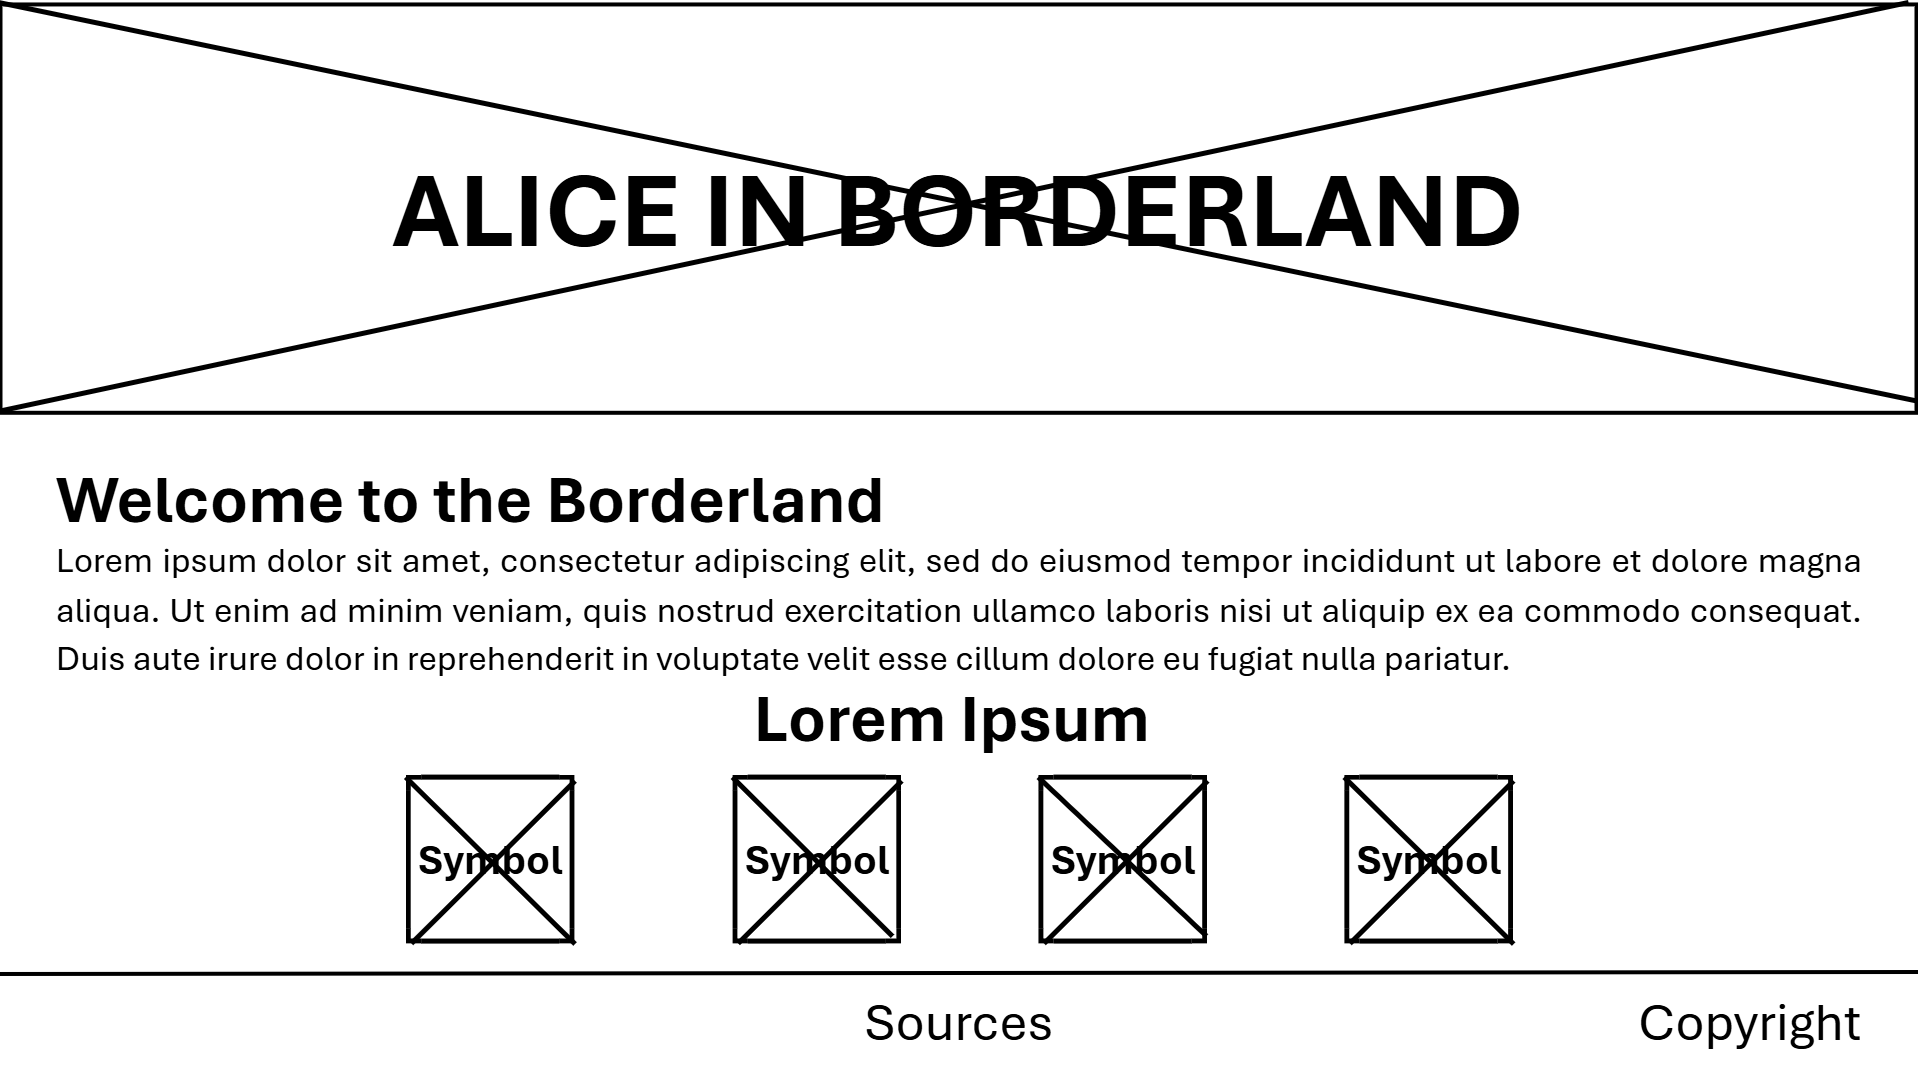 ALICE IN BORDERLAND
Welcome to the Borderland
Lorem ipsum dolor sit amet, consectetur adipiscing elit, sed do eiusmod tempor incididunt ut labore et dolore magna
aliqua. Ut enim ad minim veniam, quis nostrud exercitation ullamco laboris nisi ut aliquip ex ea commodo consequat.
Duis aute irure dolor in reprehenderit in voluptate velit esse cillum dolore eu fugiat nulla pariatur.
Lorem Ipsum
Symbol Symbol Symbol Symbol
Sources Copyright